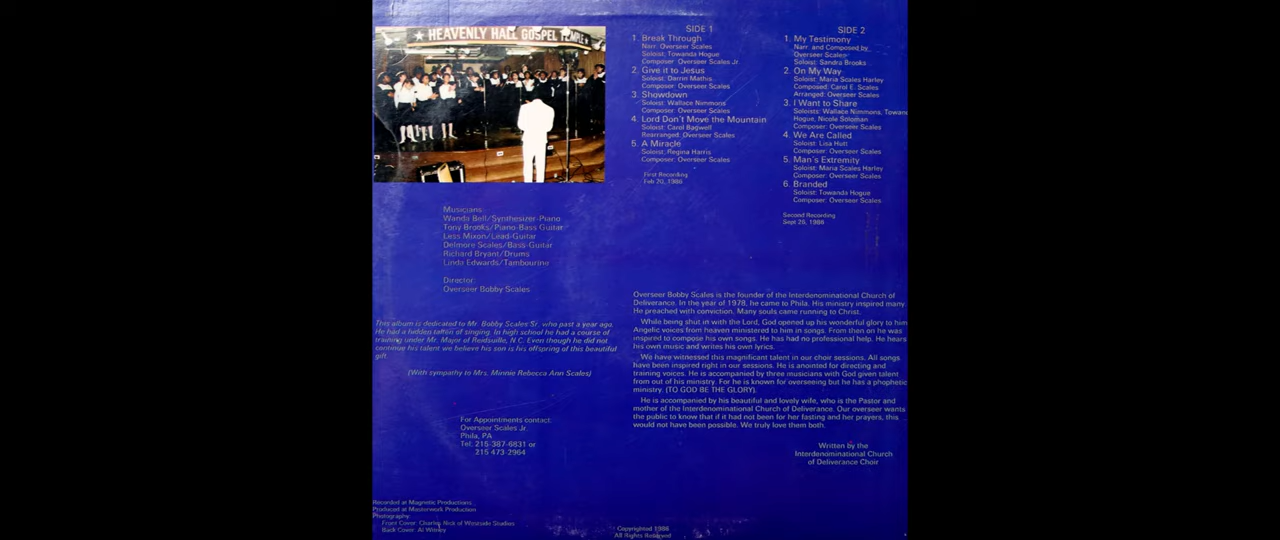 ★ HEAVENLY HALL GOSPEL TEMPLE ★
SIDE 1
1. Break Through
Narr: Overseer Scales
Soloist: Towanda Hogue
Composer: Overseer Scales Jr.
2. Give it to Jesus
Soloist: Darrin Mathis
Composer: Overseer Scales
3. Showdown
Soloist: Wallace Nimmons
Composer: Overseer Scales
4. Lord Don't Move the Mountain
Soloist: Carol Bagwell
Rearranged: Overseer Scales
5. A Miracle
Soloist: Regina Harris
Composer: Overseer Scales
First Recording
Feb 20, 1986
SIDE 2
1. My Testimony
Narr. and Composed by
Overseer Scales
Soloist: Sandra Brooks
2. On My Way
Soloist: Maria Scales Harley
Composed: Carol E. Scales
Arranged: Overseer Scales
3. I Want to Share
Soloists: Wallace Nimmons, Towan
Hogue, Nicole Soloman
Composer: Overseer Scales
4. We Are Called
Soloist: Lisa Hutt
Composer: Overseer Scales
5. Man's Extremity
Soloist: Maria Scales Harley
Composer: Overseer Scales
6. Branded
Soloist: Towanda Hogue
Composer: Overseer Scales
Second Recording
Sept 20, 1986
Musicians
Wanda Bell/Synthesizer-Piano
Tony Brooks/Piano-Bass Guitar
Less Mixon/Lead-Guitar
Delmore Scales/Bass-Guitar
Richard Bryant/Drums
Linda Edwards/Tambourine
Director:
Overseer Bobby Scales
This album is dedicated to Mr. Bobby Scales Sr. who past a year ago.
He had a hidden talton of singing. In high school he had a course of
training under Mr. Major of Reidsville, N.C. Even though he did not
continue his talent we believe his son is his offspring of this beautiful
gift.
(With sympathy to Mrs. Minnie Rebecca Ann Scales)
For Appointments contact:
Overseer Scales Jr.
Phila, PA
Tel. 215-387-6831 or
215 473-2964
Overseer Bobby Scales is the founder of the Interdenominational Church of
Deliverance. In the year of 1978, he came to Phila. His ministry inspired many.
He preached with conviction. Many souls came running to Christ.
While being shut in with the Lord, God opened up his wonderful glory to him
Angelic voices from heaven ministered to him in songs. From then on he was
inspired to compose his own songs. He has had no professional help. He hears
his own music and writes his own lyrics.
We have witnessed this magnificent talent in our choir sessions. All songs
have been inspired right in our sessions. He is anointed for directing and
training voices. He is accompanied by three musicians with God given talent
from out of his ministry. For he is known for overseeing but he has a prophetic
ministry. (TO GOD BE THE GLORY).
He is accompanied by his beautiful and lovely wife, who is the Pastor and
mother of the Interdenominational Church of Deliverance. Our overseer wants
the public to know that if it had not been for her fasting and her prayers, this
would not have been possible. We truly love them both.
Written by the
Interdenominational Church
of Deliverance Choir
Recorded at Magnetic Productions
Produced at Masterwork Production
Photography:
Front Cover: Charles Nick of Westside Studios
Back Cover: Al
Copyrighted 1986
All Rights Reserved